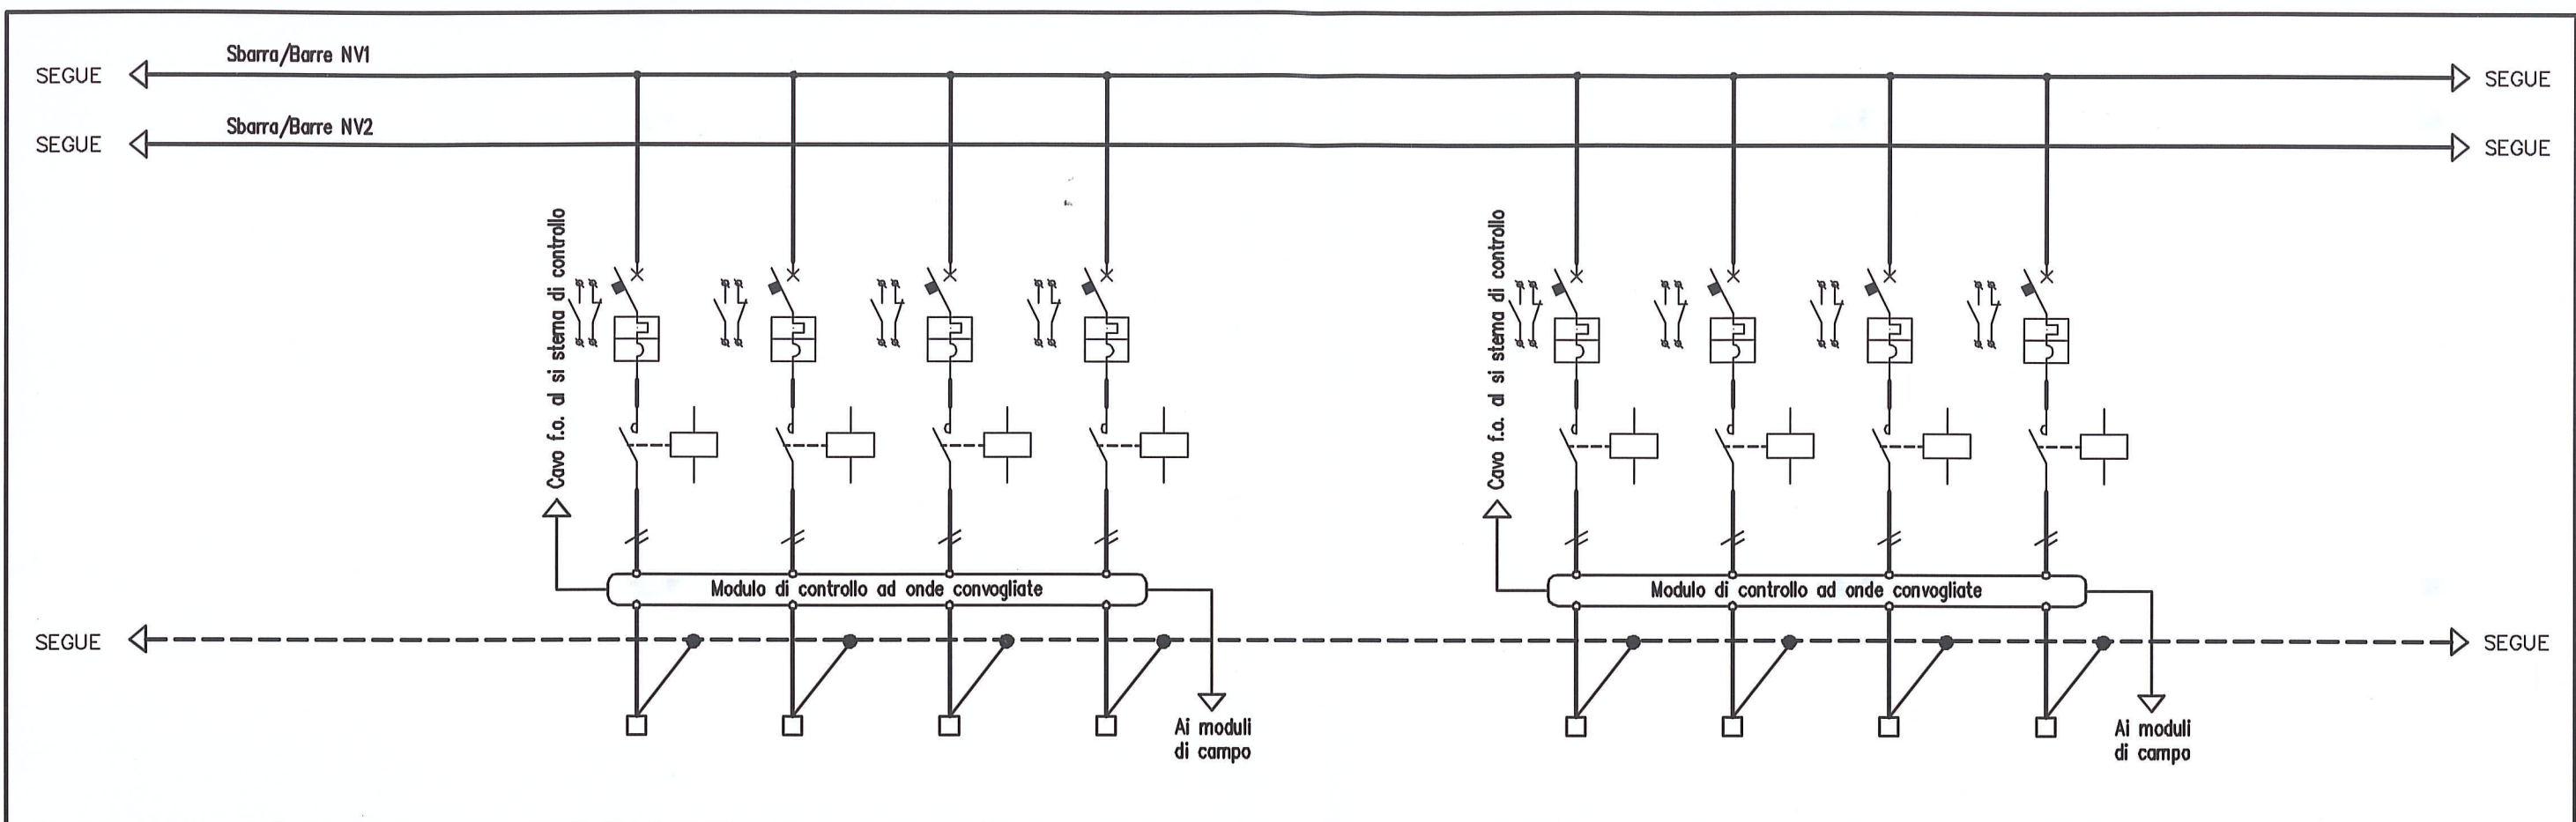 Sbarra/Barre NV1
SEGUE
SEGUE
Sbarra/Barre NV2
SEGUE
SEGUE
Cavo f.o. al si stema di controllo
Cavo f.o. al si stema di controllo
Modulo di controllo ad onde convogliate
Modulo di controllo ad onde convogliate
SEGUE
SEGUE
Ai moduli
di campo
Ai moduli
di campo